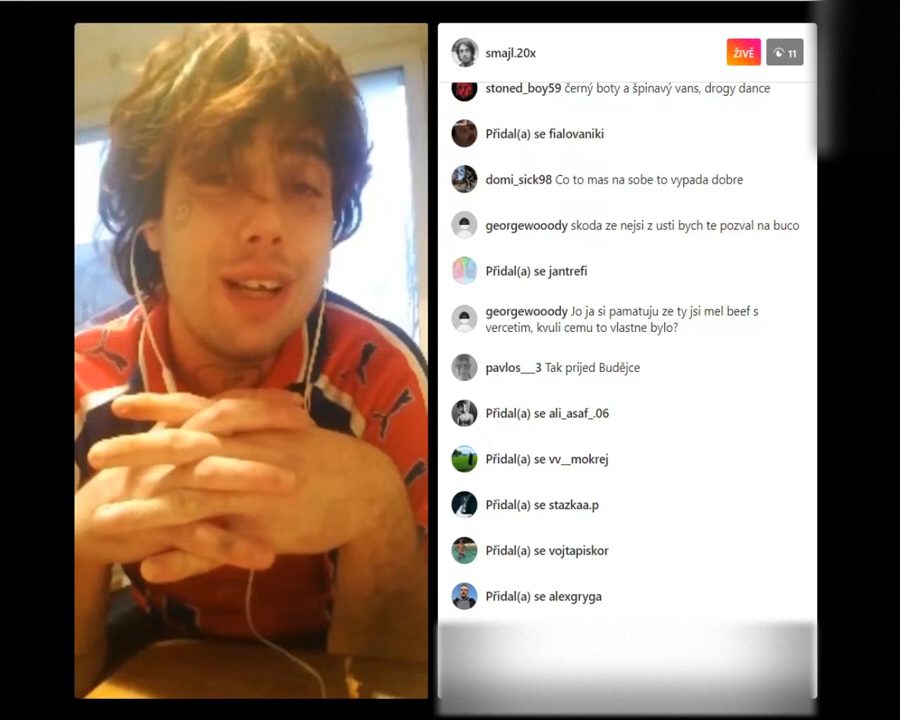 smajl.20x
ŽIVÉ
11
stoned_boy59 černý boty a špinavý vans, drogy dance
Přidal(a) se fialovaniki
domi_sick98 Co to mas na sobe to vypada dobre
georgewooody skoda ze nejsi z usti bych te pozval na buco
Přidal(a) se jantrefi
georgewooody Jo ja si pamatuju ze ty jsi mel beef s
vercetim, kvuli cemu to vlastne bylo?
pavlos___3 Tak prijed Budějce
Přidal(a) se ali_asaf_.06
Přidal(a) se vv__mokrej
Přidal(a) se stazkaa.p
Přidal(a) se vojtapiskor
Přidal(a) se alexgryga